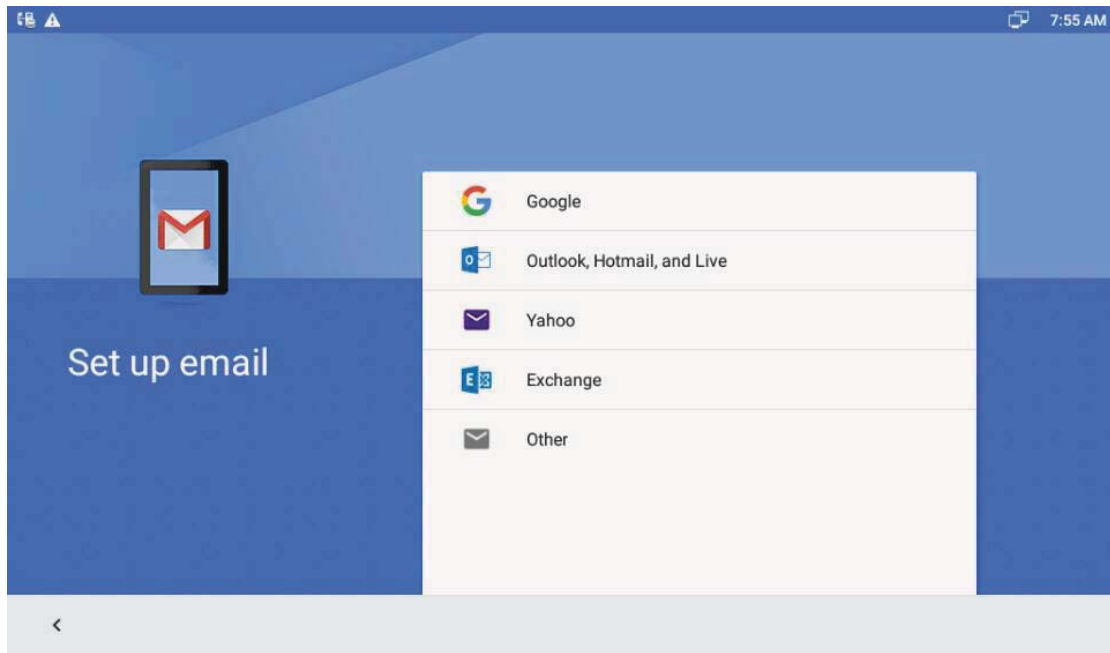 7:55 AM
Set up email
Google
Outlook, Hotmail, and Live
Yahoo
Exchange
Other